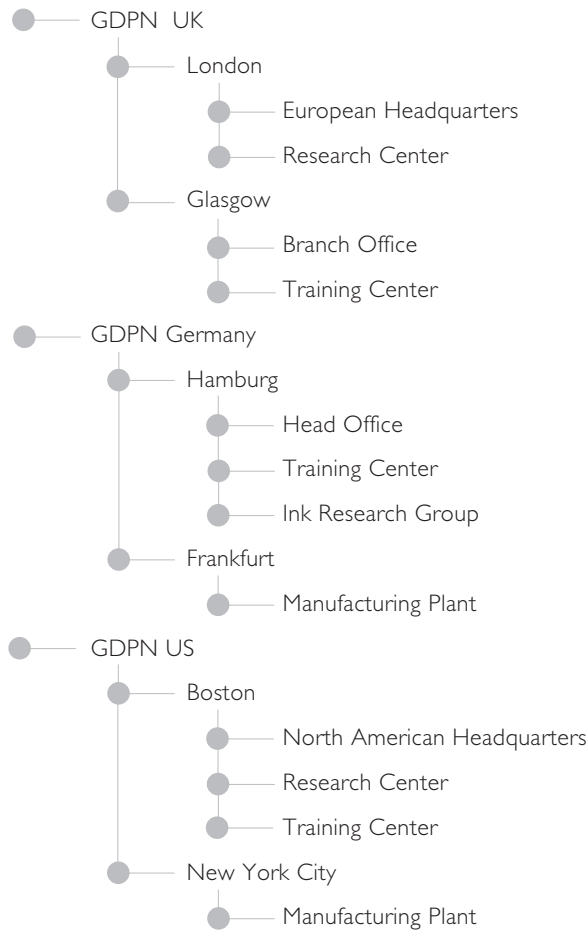 GDPN UK
London
European Headquarters
Research Center
Glasgow
Branch Office
Training Center
GDPN Germany
Hamburg
Head Office
Training Center
Ink Research Group
Frankfurt
Manufacturing Plant
GDPN US
Boston
North American Headquarters
Research Center
Training Center
New York City
Manufacturing Plant